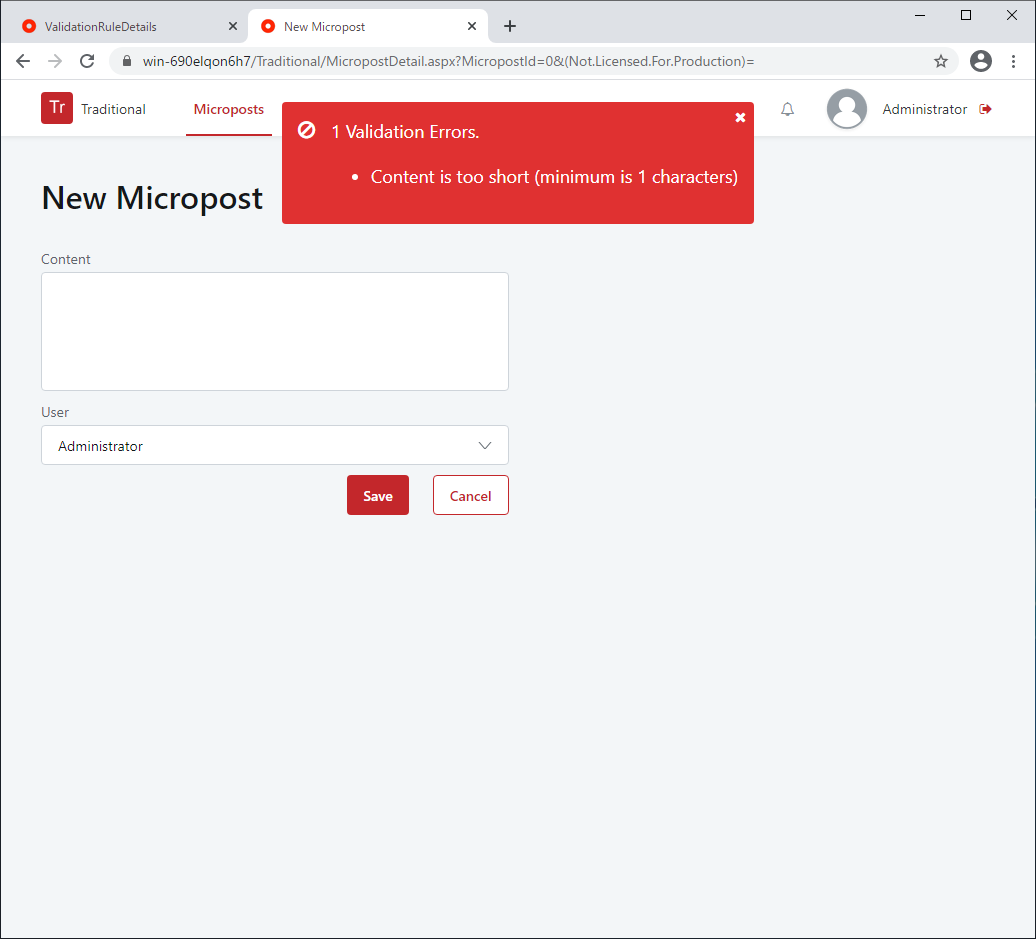 ValidationRuleDetails
New Micropost
win-690elqon6h7/Traditional/MicropostDetail.aspx?MicropostId=0&(Not.Licensed.For.Production)=
Tr Traditional Microposts Administrator
1 Validation Errors.
• Content is too short (minimum is 1 characters)
New Micropost
Content
User
Administrator
Save Cancel